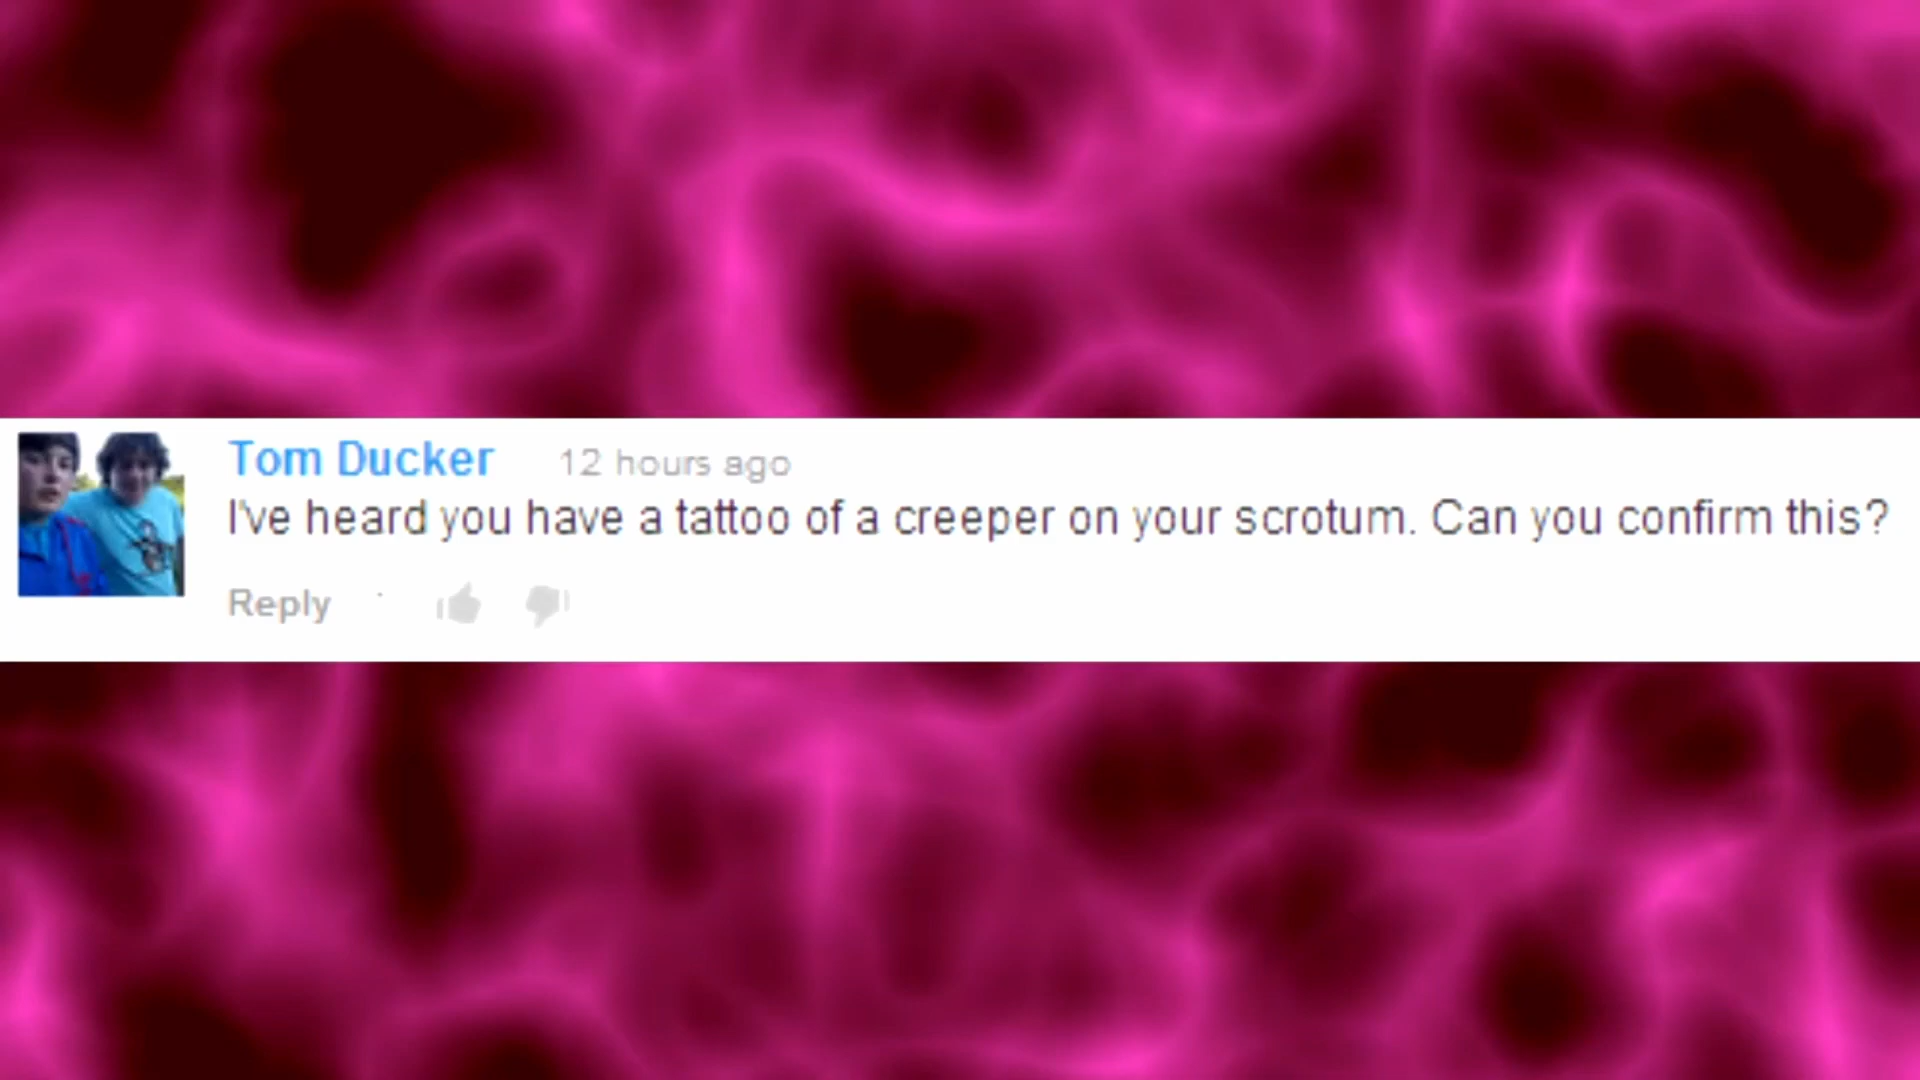 Tom Ducker 12 hours ago
I've heard you have a tattoo of a creeper on your scrotum. Can you confirm this?
Reply